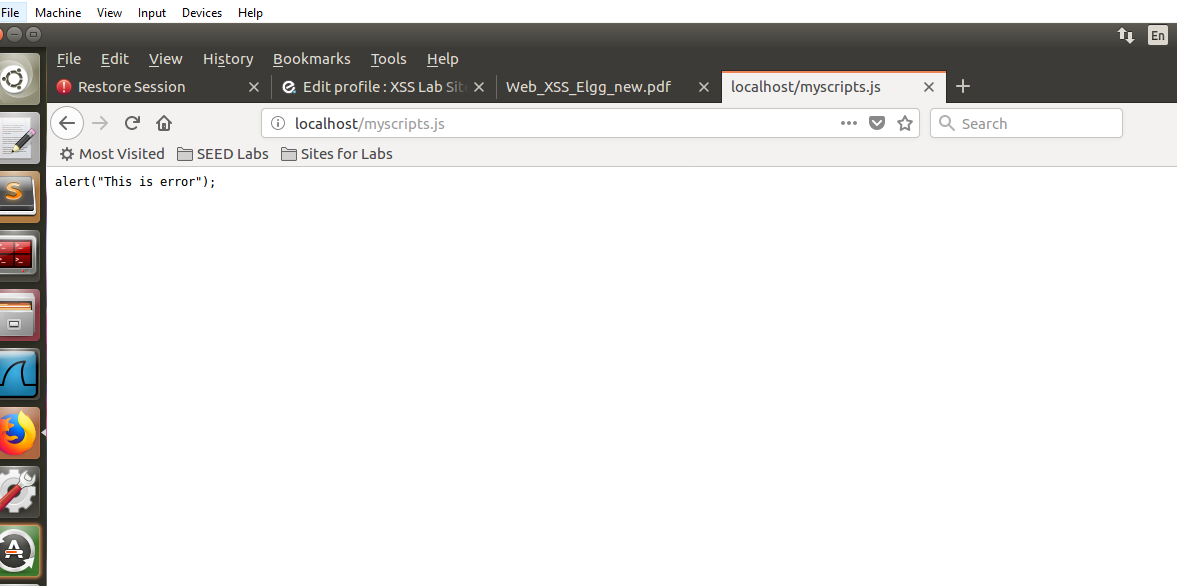 File Machine View Input Devices Help
En
File Edit View History Bookmarks Tools Help
Restore Session Edit profile : XSS Lab Sit Web_XSS_Elgg_new.pdf localhost/myscripts.js
localhost/myscripts.js Search
Most Visited SEED Labs Sites for Labs
alert("This is error");
S
A